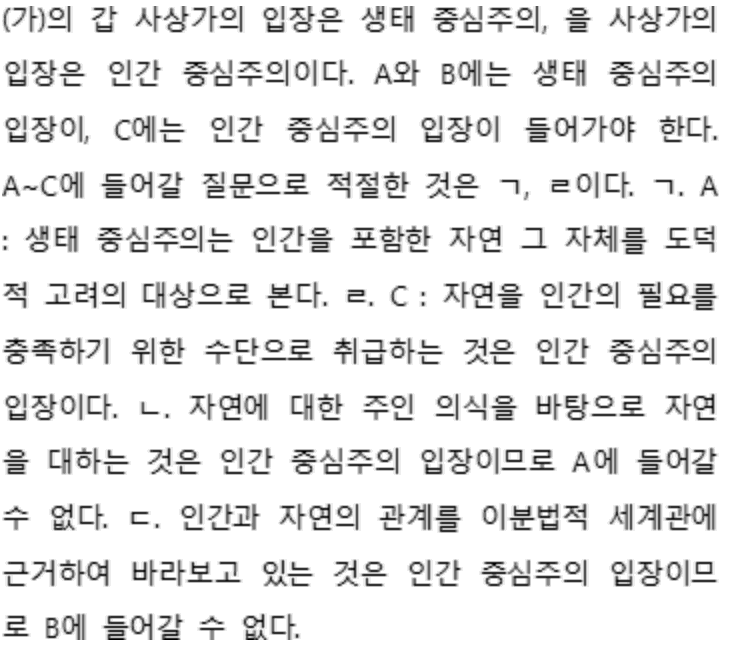 (가)의 갑 사상가의 입장은 생태 중심주의, 을 사상가의
입장은 인간 중심주의이다. A와 B에는 생태 중심주의
입장이, C에는 인간 중심주의 입장이 들어가야 한다.
A~C에 들어갈 질문으로 적절한 것은 ㄱ, ㄹ이다. ㄱ. A
: 생태 중심주의는 인간을 포함한 자연 그 자체를 도덕
적 고려의 대상으로 본다. ㄹ. C : 자연을 인간의 필요를
충족하기 위한 수단으로 취급하는 것은 인간 중심주의
입장이다. ㄴ. 자연에 대한 주인 의식을 바탕으로 자연
을 대하는 것은 인간 중심주의 입장이므로 A에 들어갈
수 없다. ㄷ. 인간과 자연의 관계를 이분법적 세계관에
근거하여 바라보고 있는 것은 인간 중심주의 입장이므
로 B에 들어갈 수 없다.